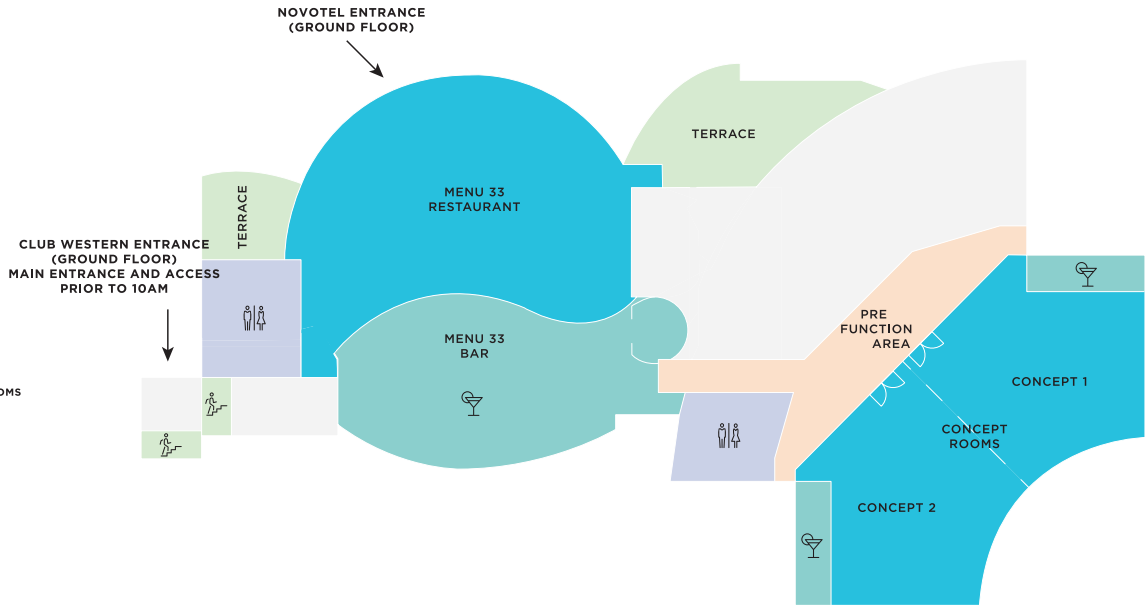 NOVOTEL ENTRANCE
(GROUND FLOOR)
TERRACE
MENU 33
RESTAURANT
TERRACE
CLUB WESTERN ENTRANCE
(GROUND FLOOR)
MAIN ENTRANCE AND ACCESS
PRIOR TO 10AM
PRE
FUNCTION
AREA
MENU 33
BAR
CONCEPT 1
OMS
CONCEPT
ROOMS
CONCEPT 2